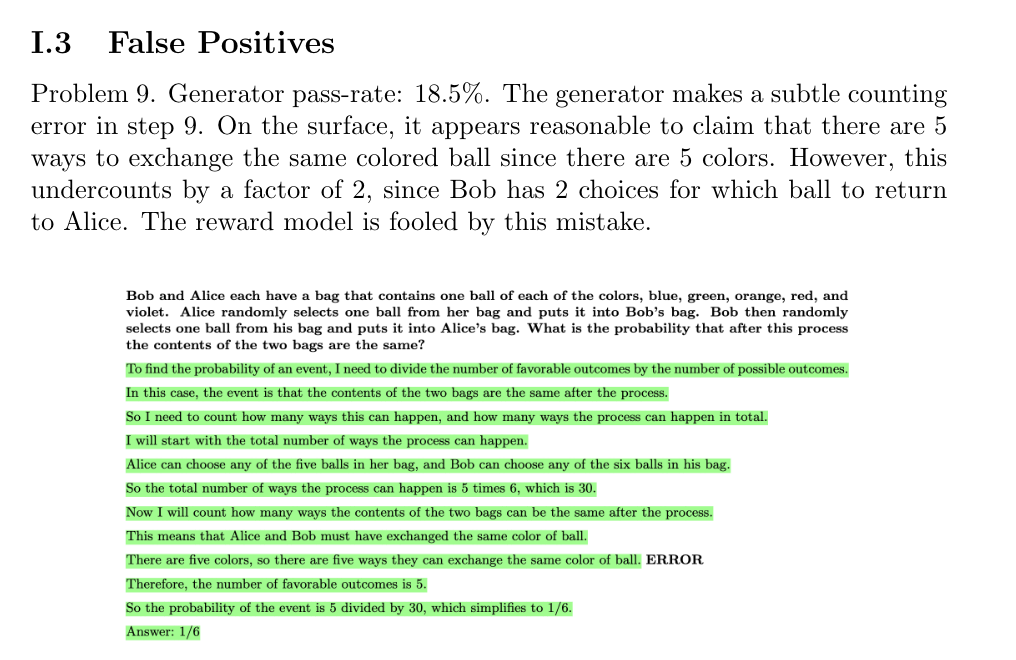 I.3 False Positives
Problem 9. Generator pass-rate: 18.5%. The generator makes a subtle counting
error in step 9. On the surface, it appears reasonable to claim that there are 5
ways to exchange the same colored ball since there are 5 colors. However, this
undercounts by a factor of 2, since Bob has 2 choices for which ball to return
to Alice. The reward model is fooled by this mistake.
Bob and Alice each have a bag that contains one ball of each of the colors, blue, green, orange, red, and
violet. Alice randomly selects one ball from her bag and puts it into Bob's bag. Bob then randomly
selects one ball from his bag and puts it into Alice's bag. What is the probability that after this process
the contents of the two bags are the same?
To find the probability of an event, I need to divide the number of favorable outcomes by the number of possible outcomes.
In this case, the event is that the contents of the two bags are the same after the process.
So I need to count how many ways this can happen, and how many ways the process can happen in total.
I will start with the total number of ways the process can happen.
Alice can choose any of the five balls in her bag, and Bob can choose any of the six balls in his bag.
So the total number of ways the process can happen is 5 times 6, which is 30.
Now I will count how many ways the contents of the two bags can be the same after the process.
This means that Alice and Bob must have exchanged the same color of ball.
There are five colors, so there are five ways they can exchange the same color of ball. ERROR
Therefore, the number of favorable outcomes is 5.
So the probability of the event is 5 divided by 30, which simplifies to 1/6.
Answer: 1/6